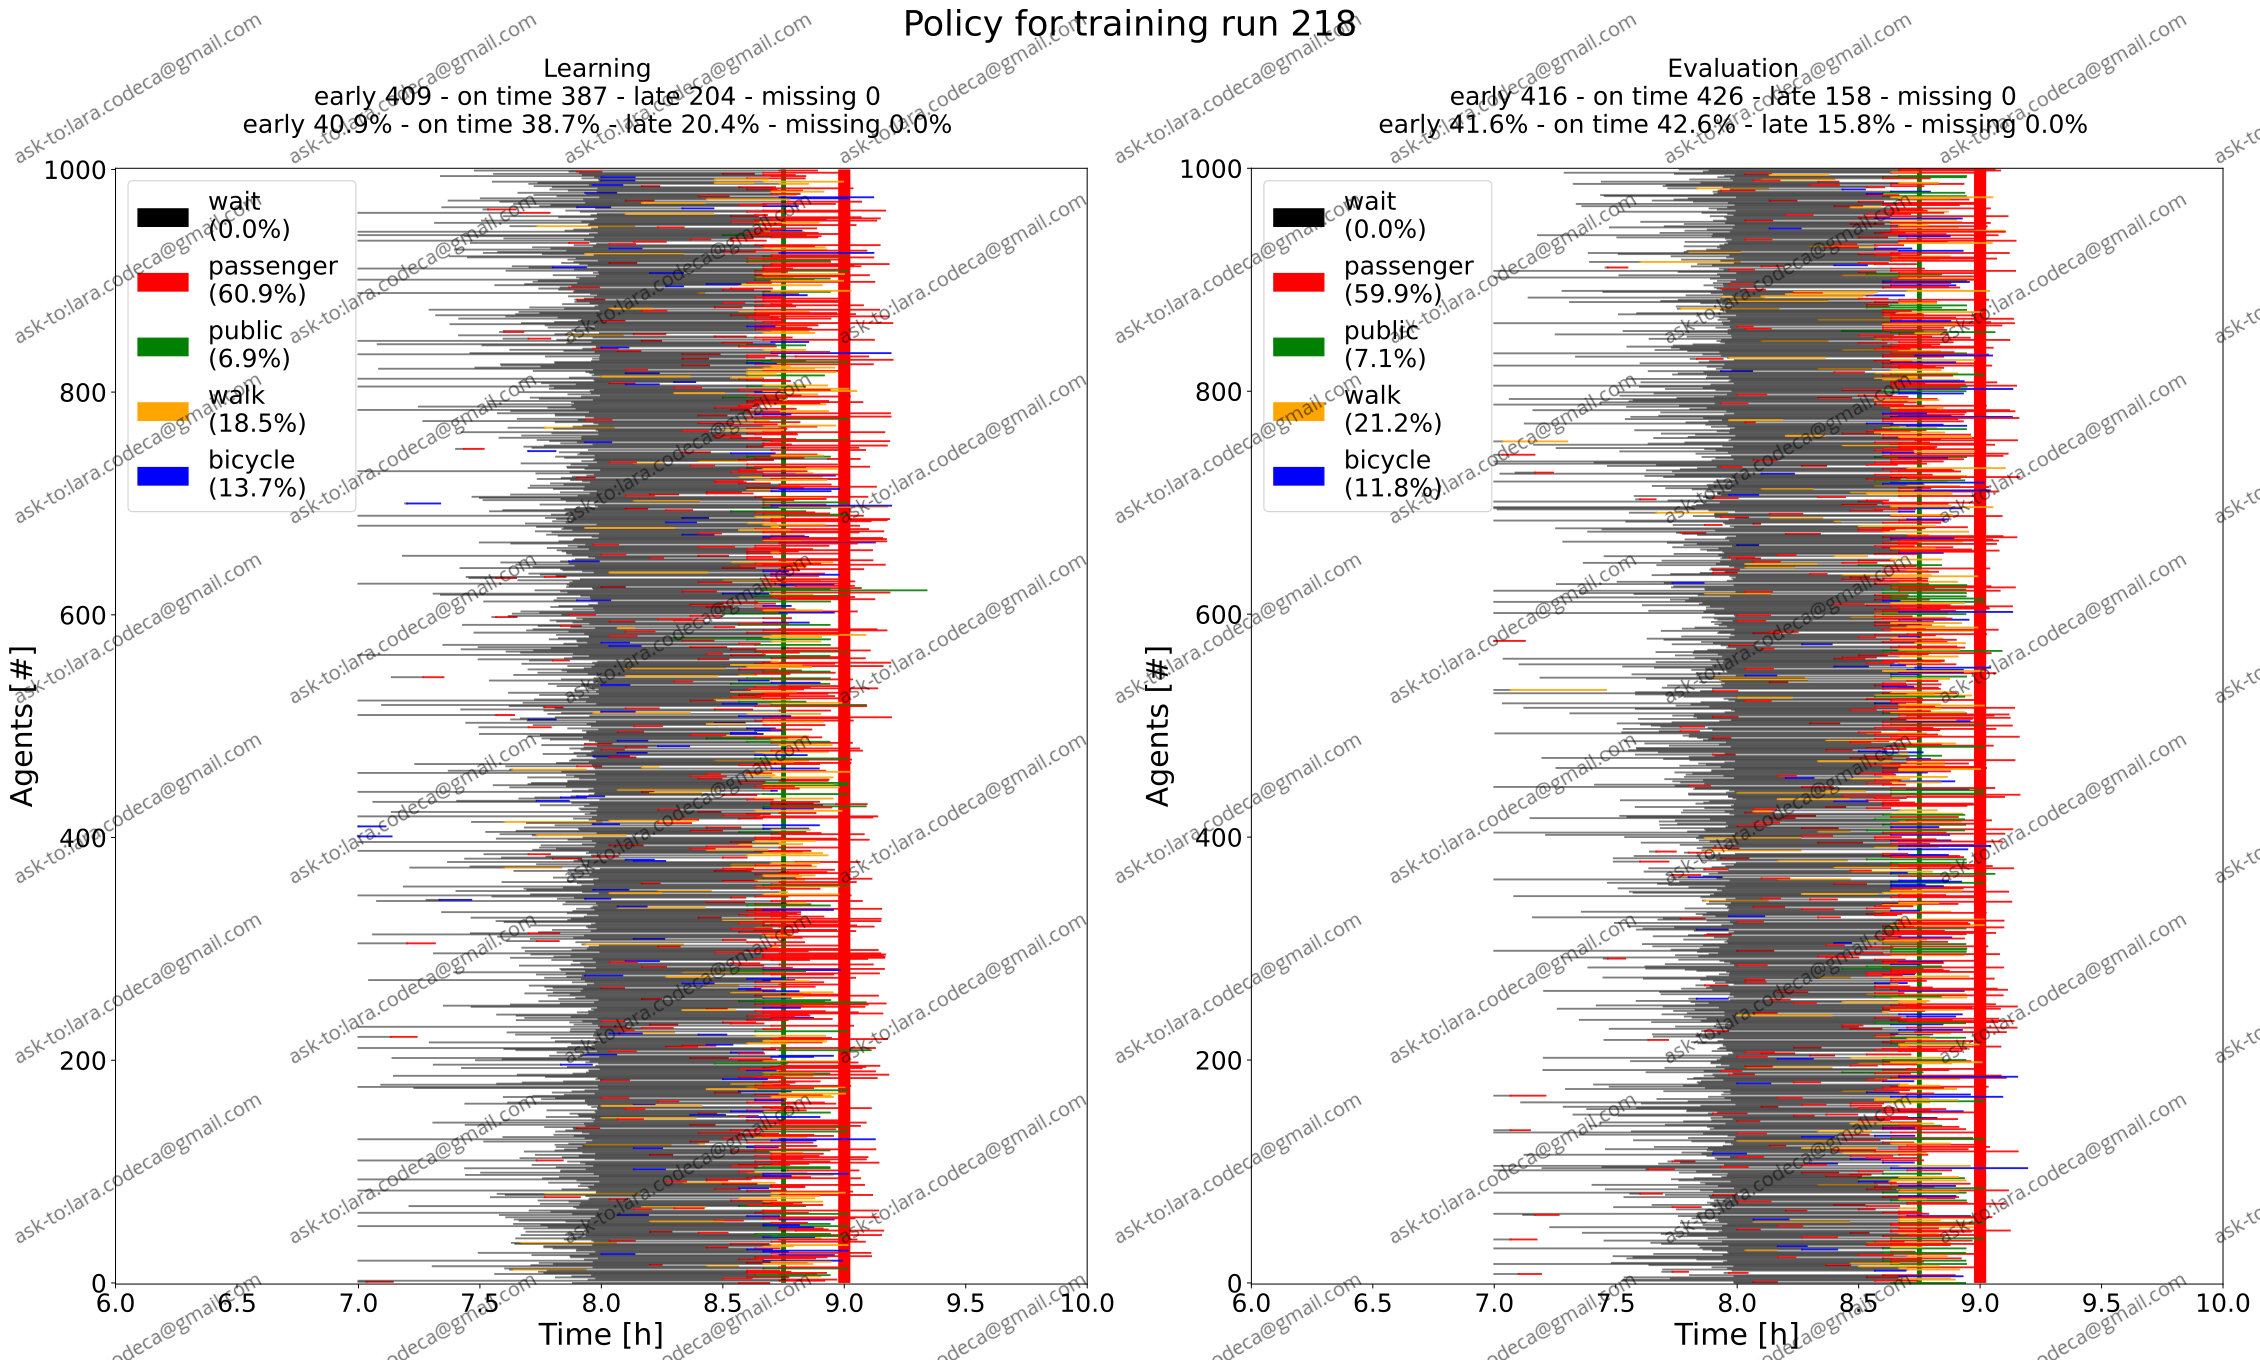 Policy for training run 218
Learning
early 409 - on time 387 - late 204 - missing 0
early 40.9% - on time 38.7% - late 20.4% - missing 0.0%
Agents [#]
1000
800
600
400
200
0
wait
(0.0%)
passenger
(60.9%)
public
(6.9%)
walk
(18.5%)
bicycle
(13.7%)
6.0 6.5 7.0 7.5 8.0 8.5 9.0 9.5 10.0
Time [h]
Evaluation
early 416 - on time 426 - late 158 - missing 0
early 41.6% - on time 42.6% - late 15.8% - missing 0.0%
Agents [#]
1000
800
600
400
200
0
wait
(0.0%)
passenger
(59.9%)
public
(7.1%)
walk
(21.2%)
bicycle
(11.8%)
6.0 6.5 7.0 7.5 8.0 8.5 9.0 9.5 10.0
Time [h]
ask-to:lara.codeca@gmail.com